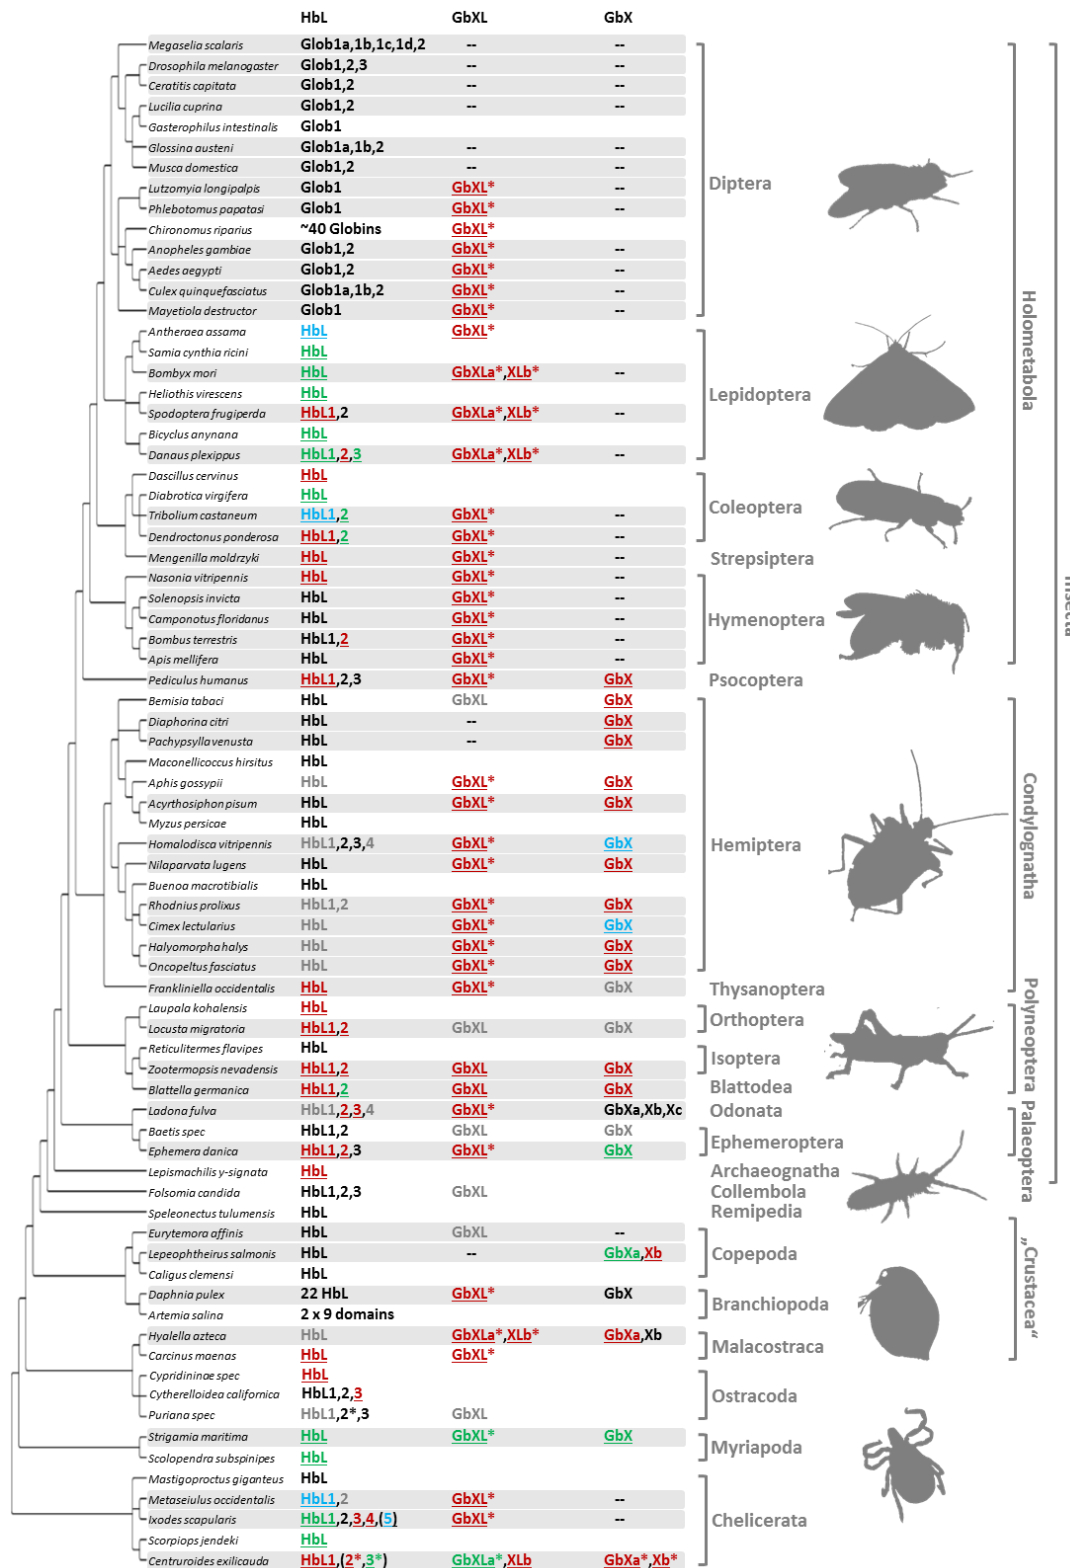 HbL GbXL GbX
Megaselia scalaris Glob1a,1b,1c,1d,2 -- --
Drosophila melanogaster Glob1,2,3 -- --
Ceratitis capitata Glob1,2 -- --
Lucilia cuprina Glob1,2 -- --
Gasterophilus intestinalis Glob1
Glossina austeni Glob1a,1b,2 -- --
Musca domestica Glob1,2 -- --
Lutzomyia longipalpis Glob1 GbXL* --
Diptera
Phlebotomus papatasi Glob1 GbXL* --
Chironomus riparius ~40 Globins GbXL*
Anopheles gambiae Glob1,2 GbXL* --
Aedes aegypti Glob1,2 GbXL* --
Culex quinquefasciatus Glob1a,1b,2 GbXL* --
Mayetiola destructor Glob1 GbXL* --
Antheraea assama HbL GbXL*
Samia cynthia ricini HbL
Bombyx mori HbL GbXLa*,XLb* --
Heliothis virescens HbL
Lepidoptera
Spodoptera frugiperda HbL1,2 GbXLa*,XLb* --
Bicyclus anynana HbL
Danaus plexippus HbL1,2,3 GbXLa*,XLb* --
Dascillus cervinus HbL
Diabrotica virgifera HbL
Coleoptera
Tribolium castaneum HbL1,2 GbXL* --
Dendroctonus ponderosa HbL1,2 GbXL* --
Mengenilla moldrzyki HbL GbXL* --
Strepsiptera
Nasonia vitripennis HbL GbXL* --
Solenopsis invicta HbL GbXL* --
Camponotus floridanus HbL GbXL* --
Hymenoptera
Bombus terrestris HbL1,2 GbXL* --
Apis mellifera HbL GbXL* --
Holometabola
Insecta
Pediculus humanus HbL1,2,3 GbXL* GbX
Psocoptera
Bemisia tabaci HbL GbXL GbX
Diaphorina citri HbL -- GbX
Pachypsylla venusta HbL -- GbX
Maconellicoccus hirsitus HbL
Aphis gossypii HbL GbXL* GbX
Acyrthosiphon pisum HbL GbXL* GbX
Myzus persicae HbL
Homalodisca vitripennis HbL1,2,3,4 GbXL* GbX
Hemiptera
Nilaparvata lugens HbL GbXL* GbX
Buenoa macrotibialis HbL
Rhodnius prolixus HbL1,2 GbXL* GbX
Cimex lectularius HbL GbXL* GbX
Halyomorpha halys HbL GbXL* GbX
Oncopeltus fasciatus HbL GbXL* GbX
Frankliniella occidentalis HbL GbXL* GbX
Thysanoptera
Condylognatha
Laupala kohalensis HbL
Orthoptera
Locusta migratoria HbL1,2 GbXL GbX
Reticulitermes flavipes HbL
Isoptera
Zootermopsis nevadensis HbL1,2 GbXL GbX
Blattella germanica HbL1,2 GbXL GbX
Blattodea
Polyneoptera
Ladona fulva HbL1,2,3,4 GbXL* GbXa,Xb,Xc
Odonata
Baetis spec HbL1,2 GbXL GbX
Ephemeroptera
Ephemera danica HbL1,2,3 GbXL* GbX
Palaeoptera
Lepismachilis y-signata HbL
Archaeognatha
Folsomia candida HbL1,2,3 GbXL
Collembola
Speleonectus tulumensis HbL
Remipedia
Eurytemora affinis HbL GbXL --
Lepeophtheirus salmonis HbL -- GbXa,Xb
Copepoda
Caligus clemensi HbL
Daphnia pulex 22 HbL GbXL* GbX
Branchiopoda
Artemia salina 2 x 9 domains
Hyalella azteca HbL GbXLa*,XLb* GbXa,Xb
Malacostraca
Carcinus maenas HbL GbXL*
„Crustacea“
Cypridininae spec HbL
Cytherelloidea californica HbL1,2,3
Ostracoda
Puriana spec HbL1,2*,3 GbXL
Strigamia maritima HbL GbXL* GbX
Myriapoda
Scolopendra subspinipes HbL
Mastigoproctus giganteus HbL
Metaseiulus occidentalis HbL1,2 GbXL* --
Ixodes scapularis HbL1,2,3,4,(5) GbXL* --
Chelicerata
Scorpiops jendeki HbL
Centruroides exilicauda HbL1,(2*,3*) GbXLa*,XLb GbXa*,Xb*